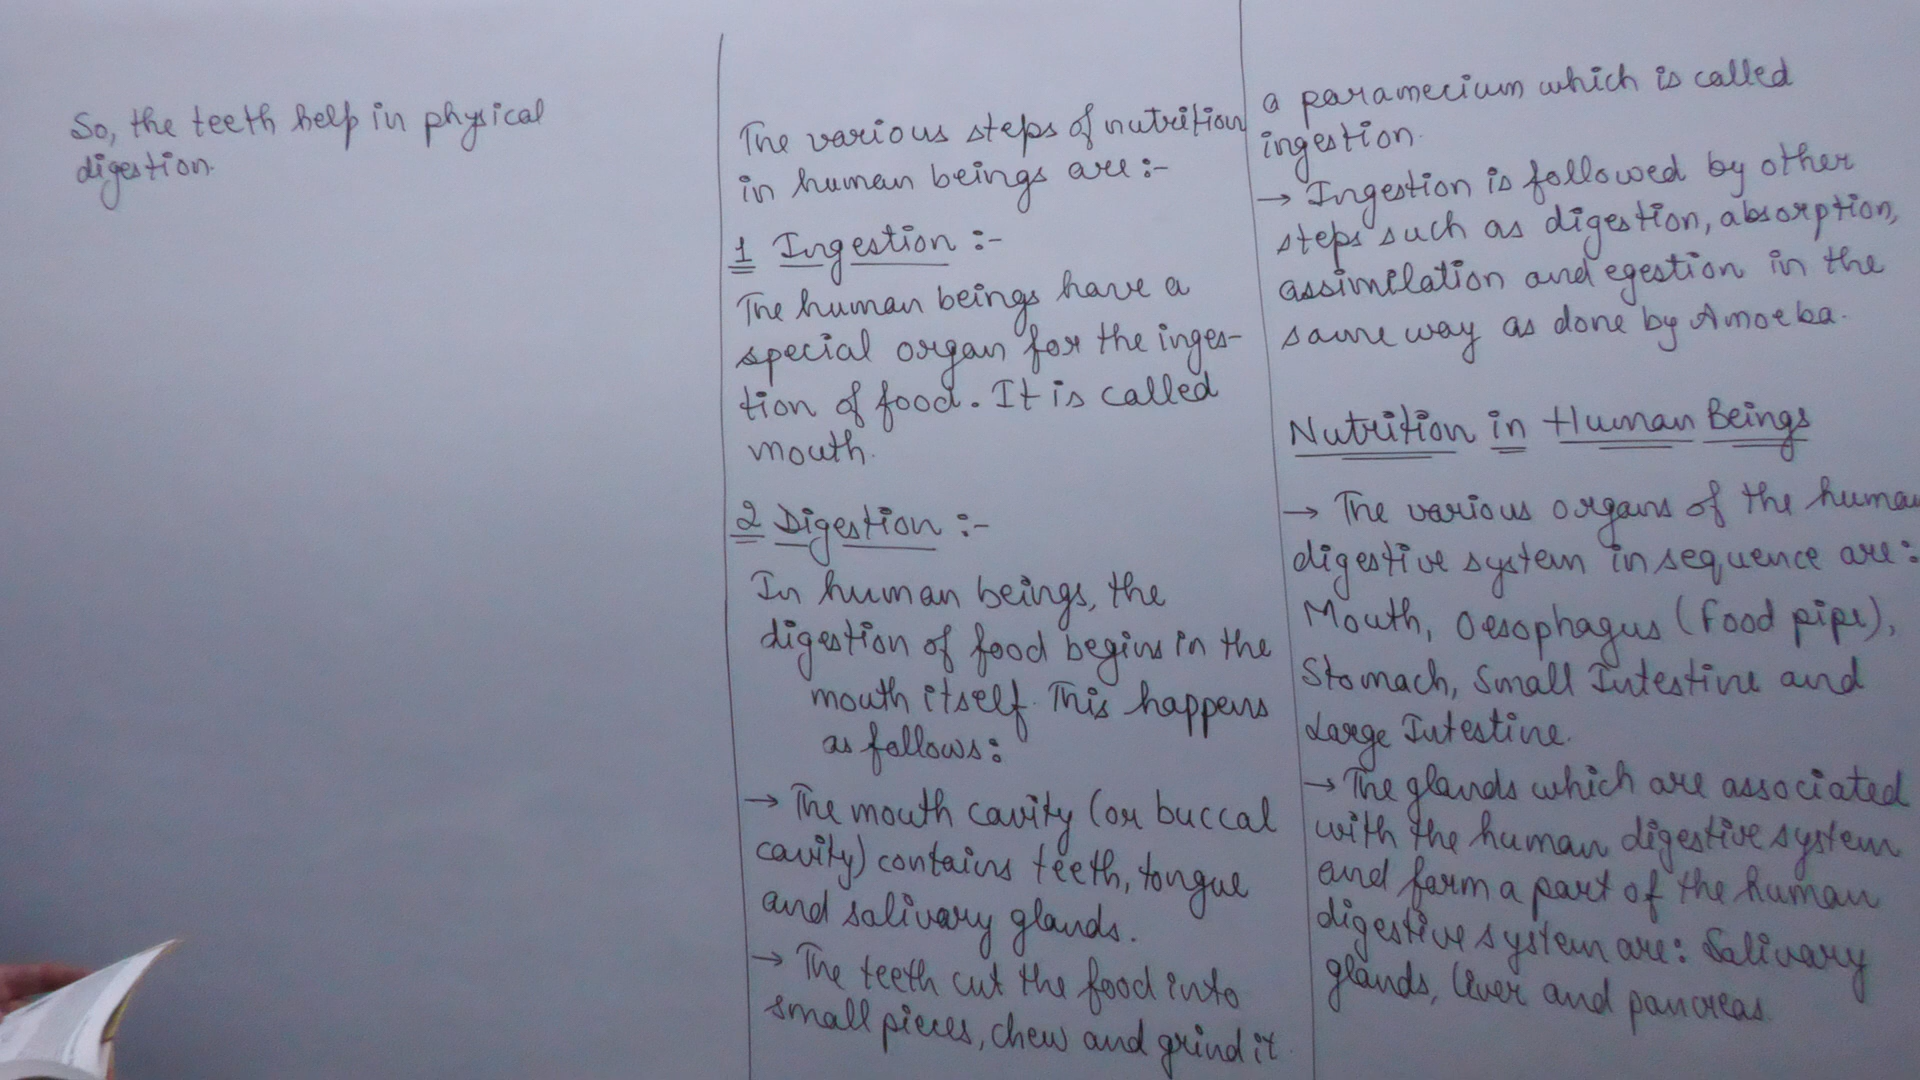 a paramecium which is called
ingestion.
→ Ingestion is followed by other
steps such as digestion, absorption,
assimilation and egestion in the
same way as done by Amoeba.
Nutrition in Human Beings
→ The various organs of the human
digestive system in sequence are:
Mouth, Oesophagus (Food pipe),
Stomach, Small Intestine and
Large Intestine.
→ The glands which are associated
with the human digestive system
and form a part of the human
digestive system are: Salivary
glands, liver and pancreas.
The various steps of nutrition
in human beings are :-
1 Ingestion :-
The human beings have a
special organ for the inges-
tion of food. It is called
mouth.
2 Digestion :-
In human beings, the
digestion of food begins in the
mouth itself. This happens
as follows:
→ The mouth cavity (or buccal
cavity) contains teeth, tongue
and salivary glands.
→ The teeth cut the food into
small pieces, chew and grind it.
So, the teeth help in physical
digestion.